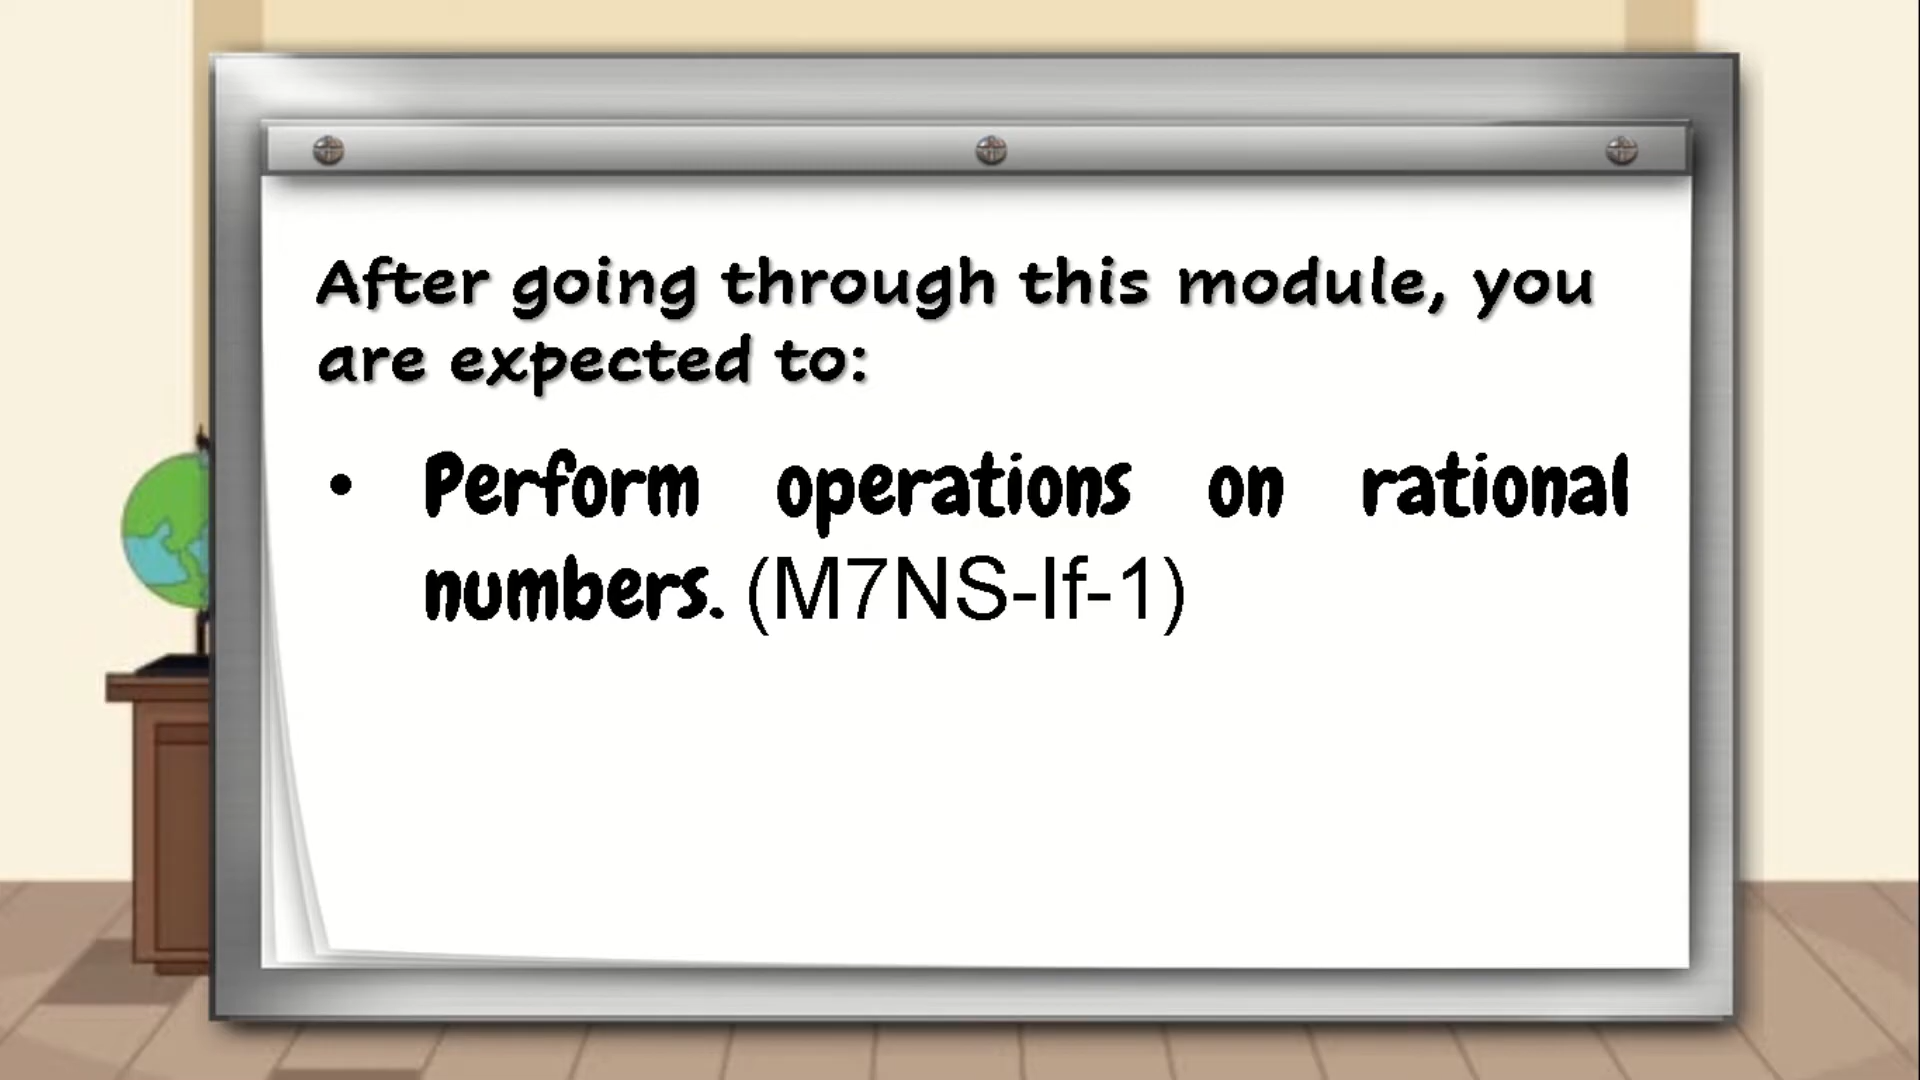 After going through this module, you
are expected to:
• Perform operations on rational
numbers. (M7NS-If-1)